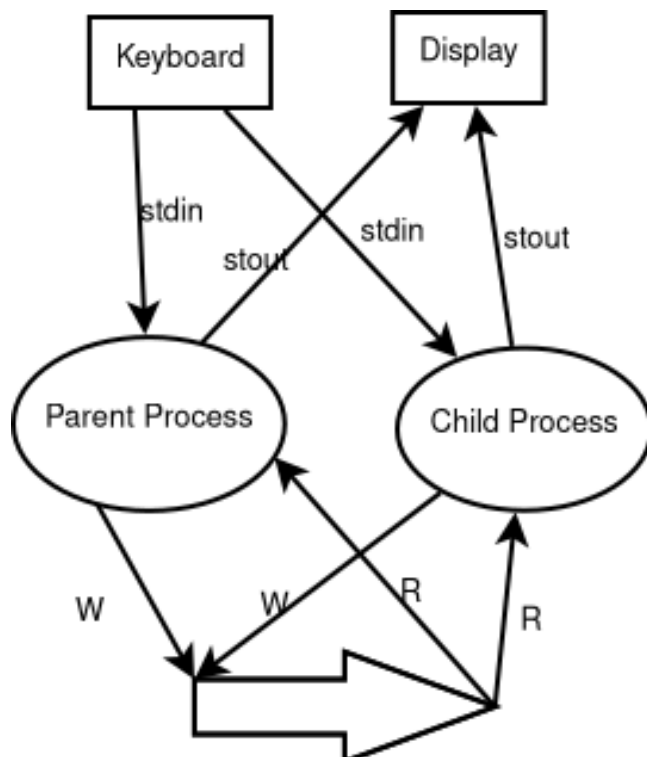 Keyboard
Display
stdin
stout
stdin
stout
Parent Process
Child Process
W
W
R
R